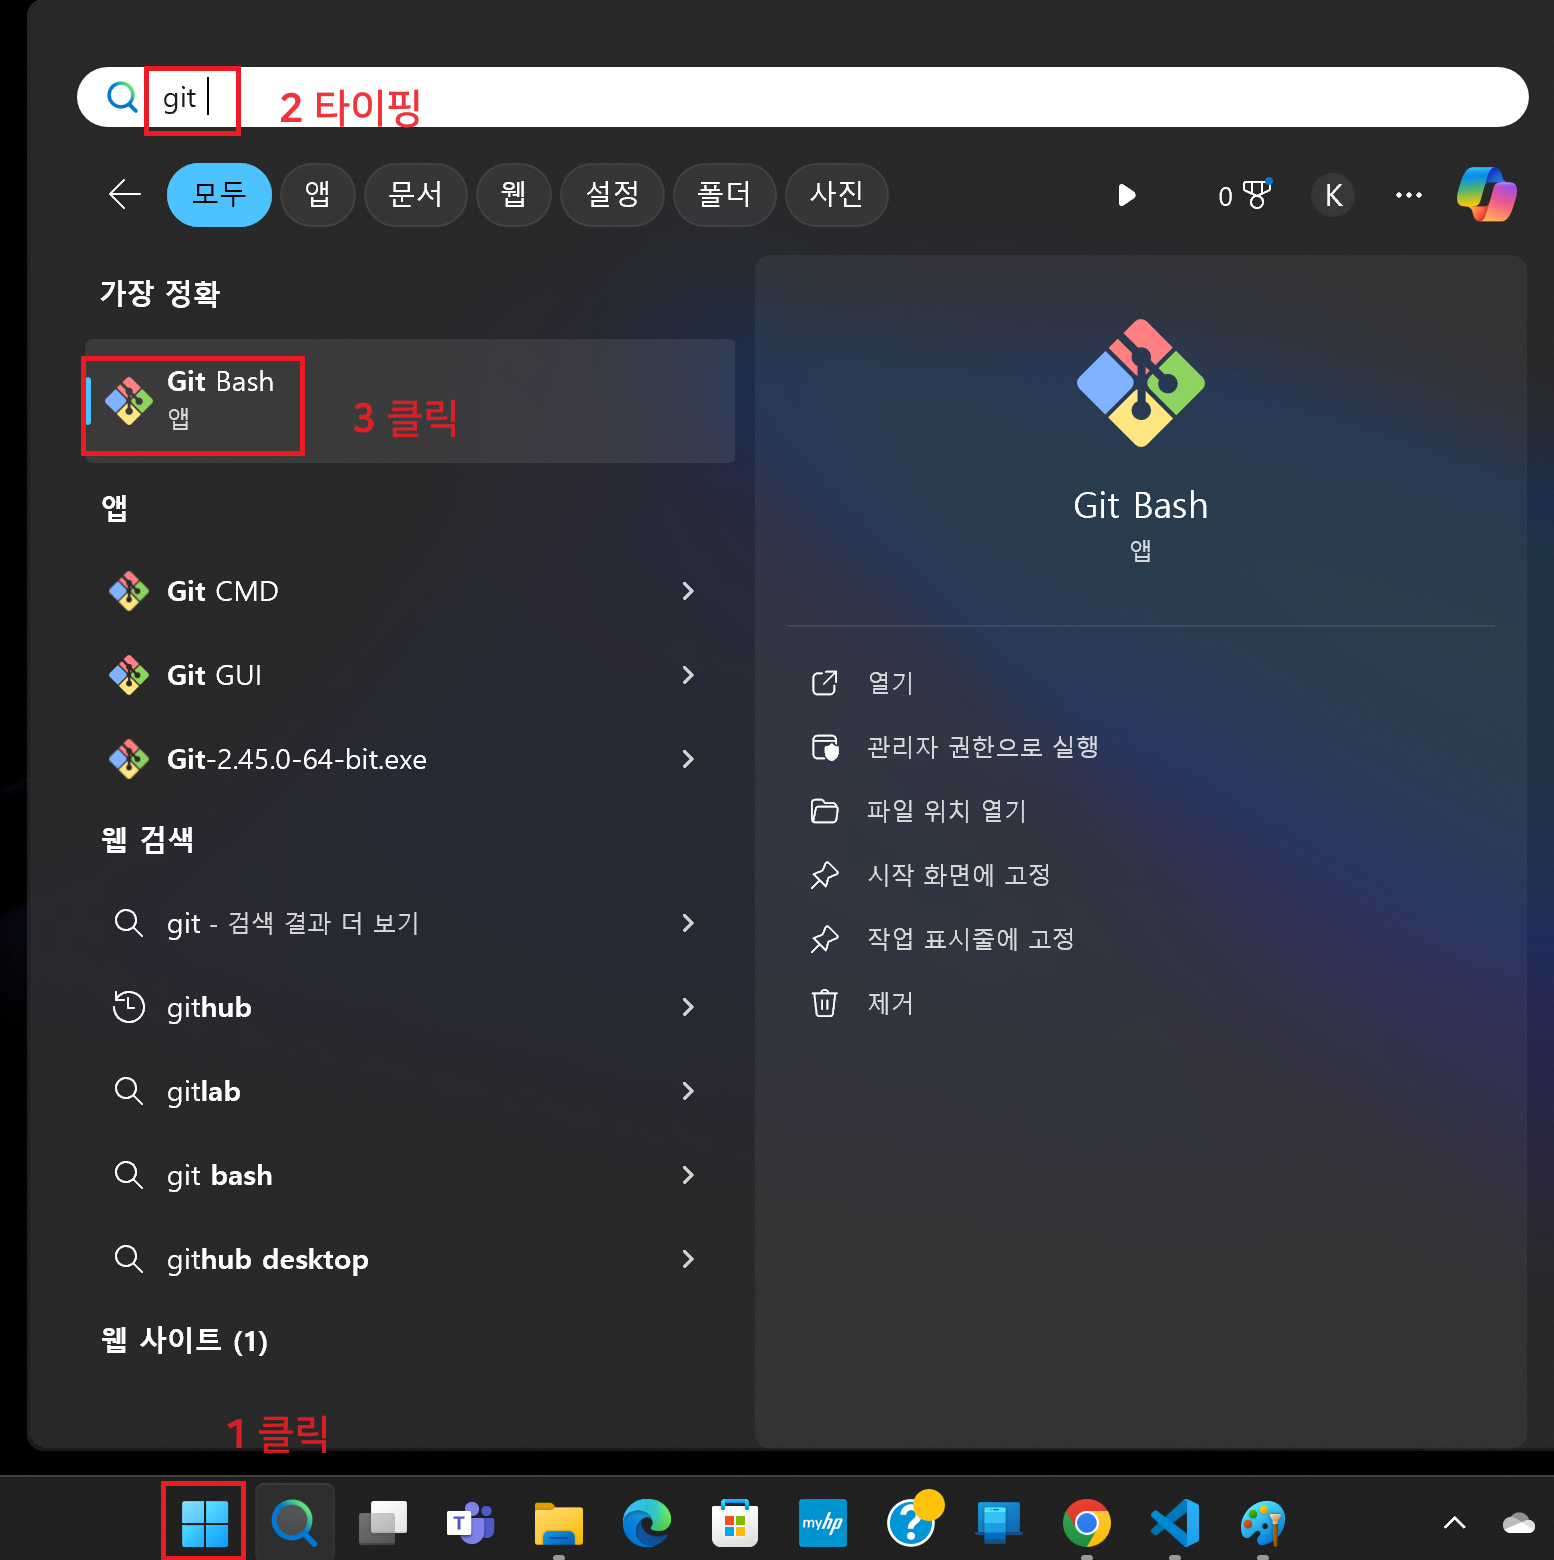 git
2 타이핑
모두 앱 문서 웹 설정 폴더 사진 0 K
가장 정확
Git Bash
앱
3 클릭
Git Bash
앱
앱
Git CMD
Git GUI
Git-2.45.0-64-bit.exe
웹 검색
git - 검색 결과 더 보기
github
gitlab
git bash
github desktop
웹 사이트 (1)
열기
관리자 권한으로 실행
파일 위치 열기
시작 화면에 고정
작업 표시줄에 고정
제거
1 클릭
T
myhp
?